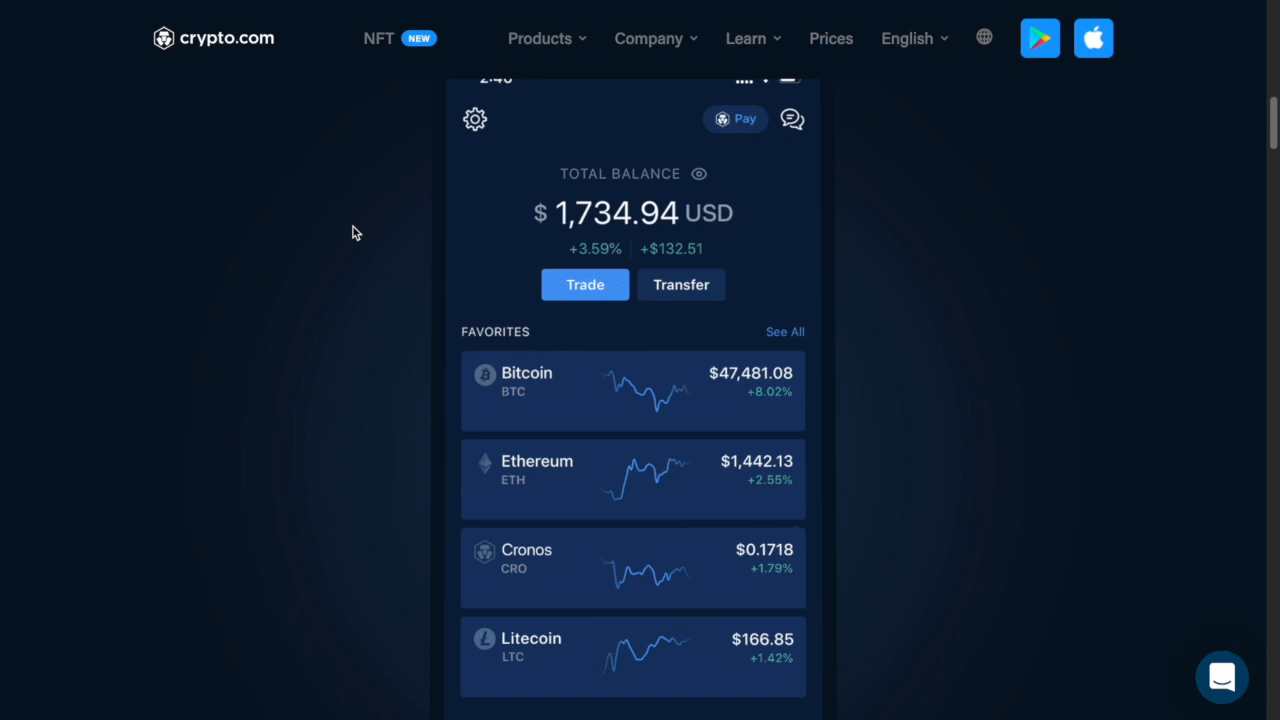 crypto.com NFT NEW Products Company Learn Prices English
Pay
TOTAL BALANCE
$ 1,734.94 USD
+3.59% +$132.51
Trade Transfer
FAVORITES See All
Bitcoin $47,481.08
BTC +8.02%
Ethereum $1,442.13
ETH +2.55%
Cronos $0.1718
CRO +1.79%
Litecoin $166.85
LTC +1.42%